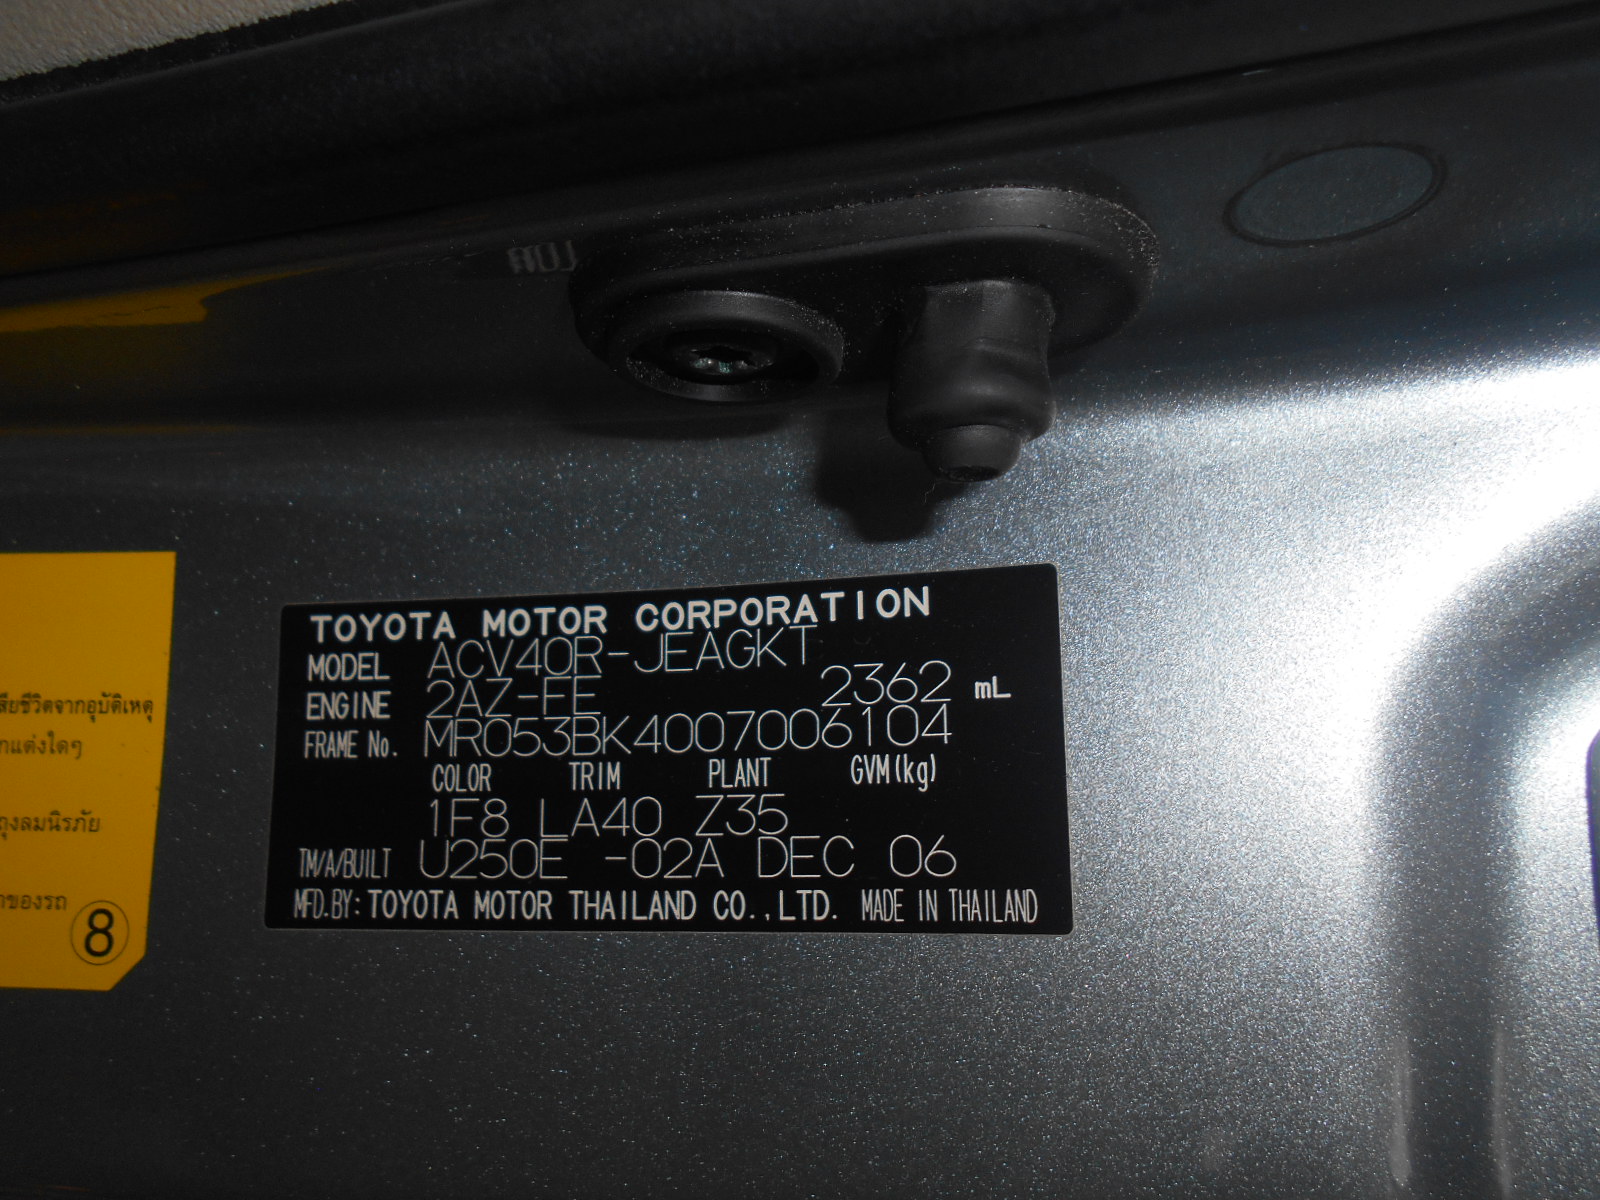 TOYOTA MOTOR CORPORATION
MODEL ACV40R-JEAGKT
ENGINE 2AZ-FE 2362 mL
FRAME No. MR053BK4007006104
COLOR TRIM PLANT GVM(kg)
1F8 LA40 Z35
TM/A/BUILT U250E -02A DEC 06
MFD.BY: TOYOTA MOTOR THAILAND CO.,LTD. MADE IN THAILAND
สียชีวิตจากอุบัติเหตุ
กแต่งใดๆ
ถุงลมนิรภัย
ของรถ
8